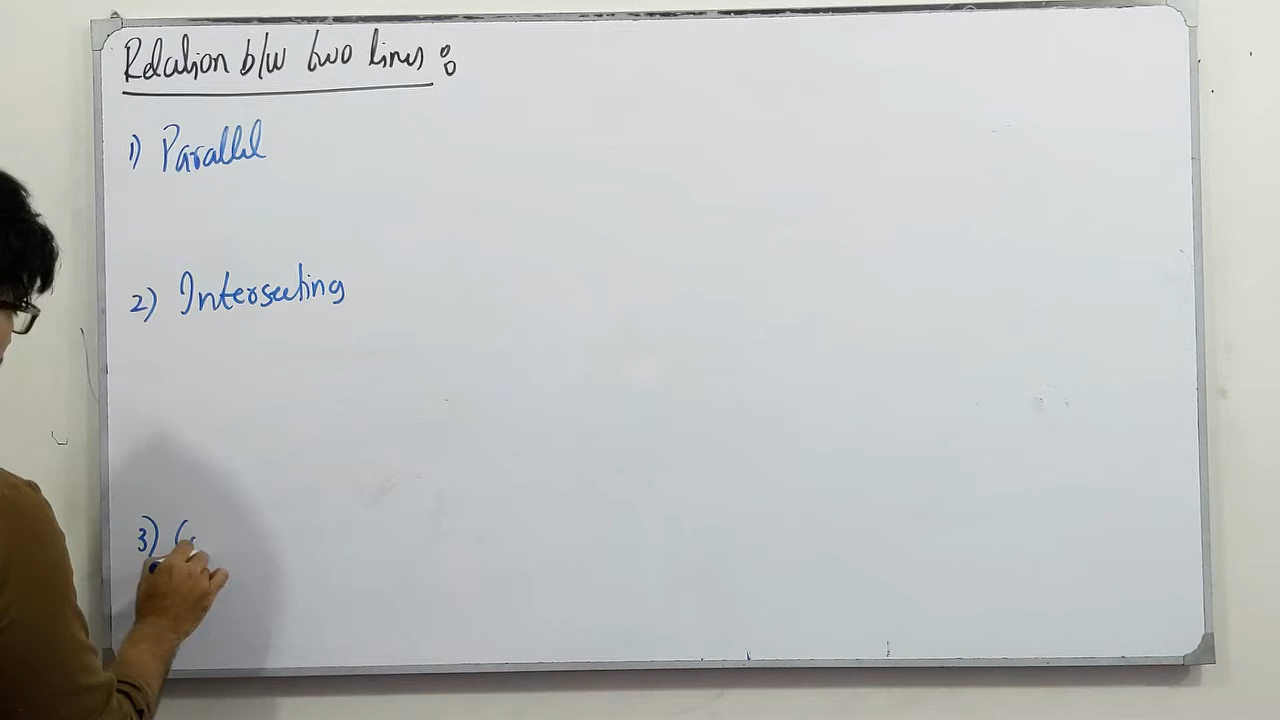 Relation b/w two lines :
1) Parallel
2) Intersecting
3) C